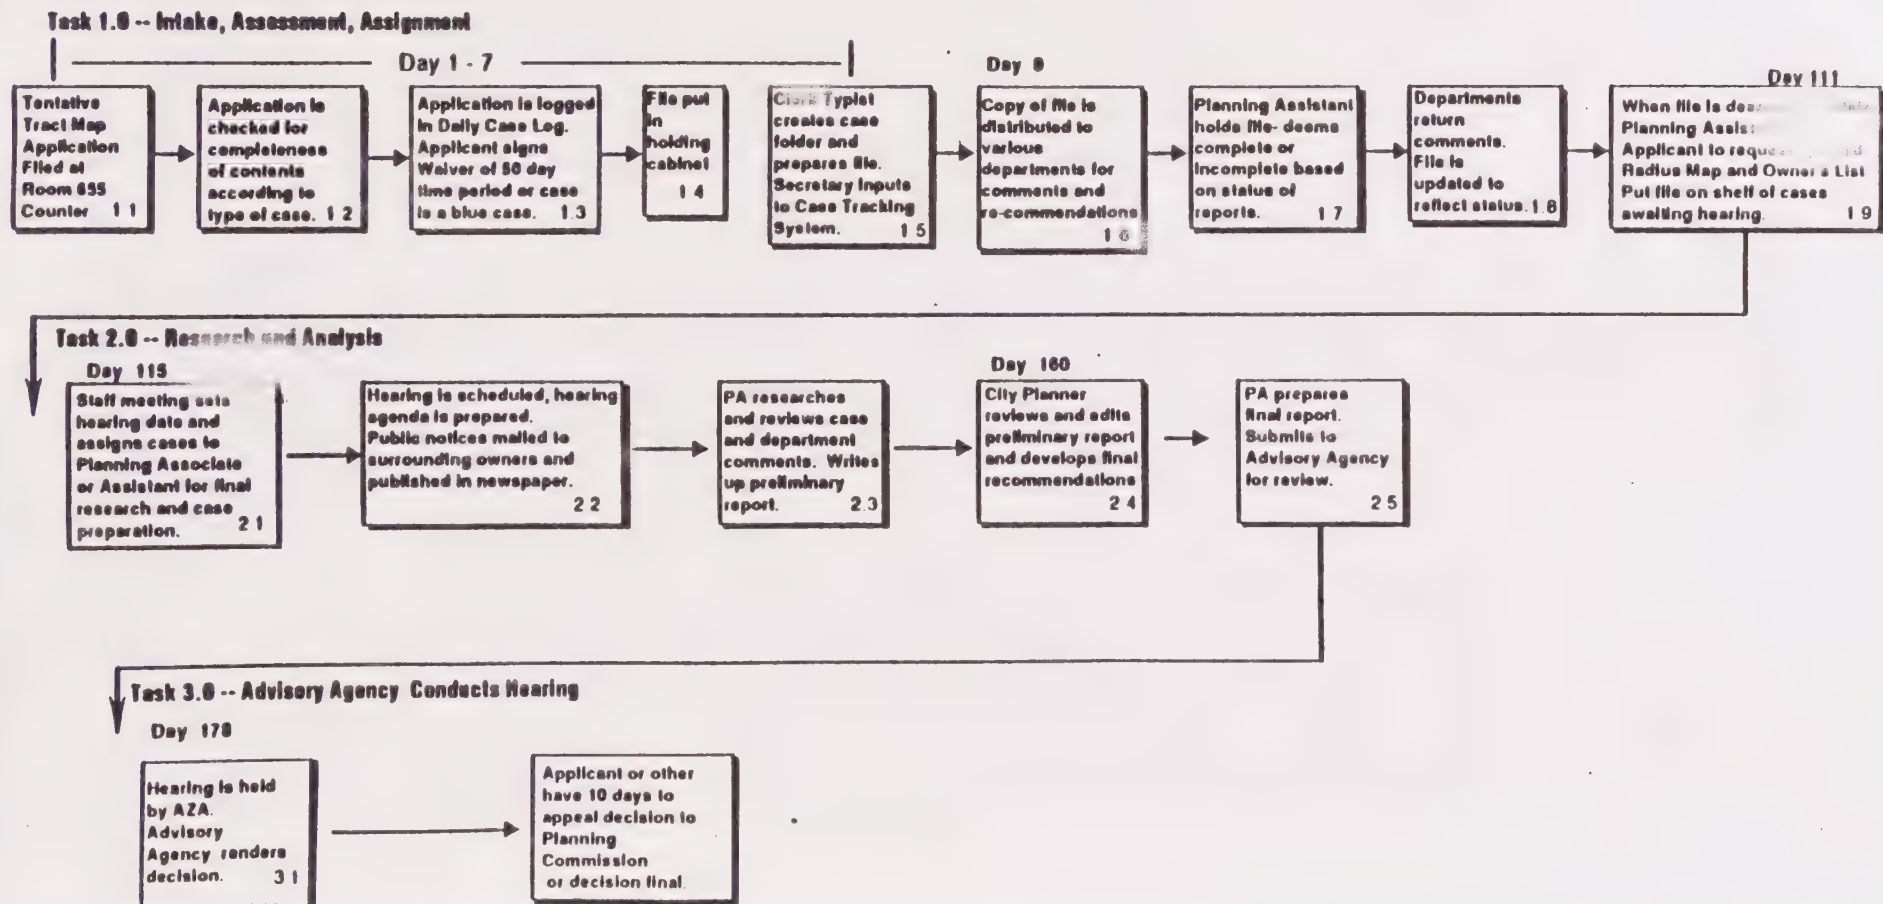 Task 1.0 -- Intake, Assessment, Assignment
Day 1 - 7
Tentative
Tract Map
Application
Filed at
Room 655
Counter 1 1
Application is
checked for
completeness
of contents
according to
type of case. 1 2
Application is logged
in Daily Case Log.
Applicant signs
Waiver of 50 day
time period or case
is a blue case. 1.3
File put
in
holding
cabinet
1 4
Clerk Typist
creates case
folder and
prepares file.
Secretary Inputs
to Case Tracking
System. 1 5
Day 8
Copy of file is
distributed to
various
departments for
comments and
re-commendations
1 6
Planning Assistant
holds file- deems
complete or
incomplete based
on status of
reports. 1 7
Departments
return
comments.
File is
updated to
reflect status. 1.8
Day 111
When file is
Planning
Applicant to
Radius Map and Owner's List
Put file on shelf of cases
awaiting hearing. 1 9
Task 2.0 -- Research and Analysis
Day 115
Staff meeting sets
hearing date and
assigns cases to
Planning Associate
or Assistant for final
research and case
preparation. 2 1
Hearing is scheduled, hearing
agenda is prepared.
Public notices mailed to
surrounding owners and
published in newspaper.
2 2
PA researches
and reviews case
and department
comments. Writes
up preliminary
report. 2.3
Day 160
City Planner
reviews and edits
preliminary report
and develops final
recommendations
2 4
PA prepares
final report.
Submits to
Advisory Agency
for review.
2 5
Task 3.0 -- Advisory Agency Conducts Hearing
Day 178
Hearing is held
by AZA.
Advisory
Agency renders
decision. 3 1
Applicant or other
have 10 days to
appeal decision to
Planning
Commission
or decision final.